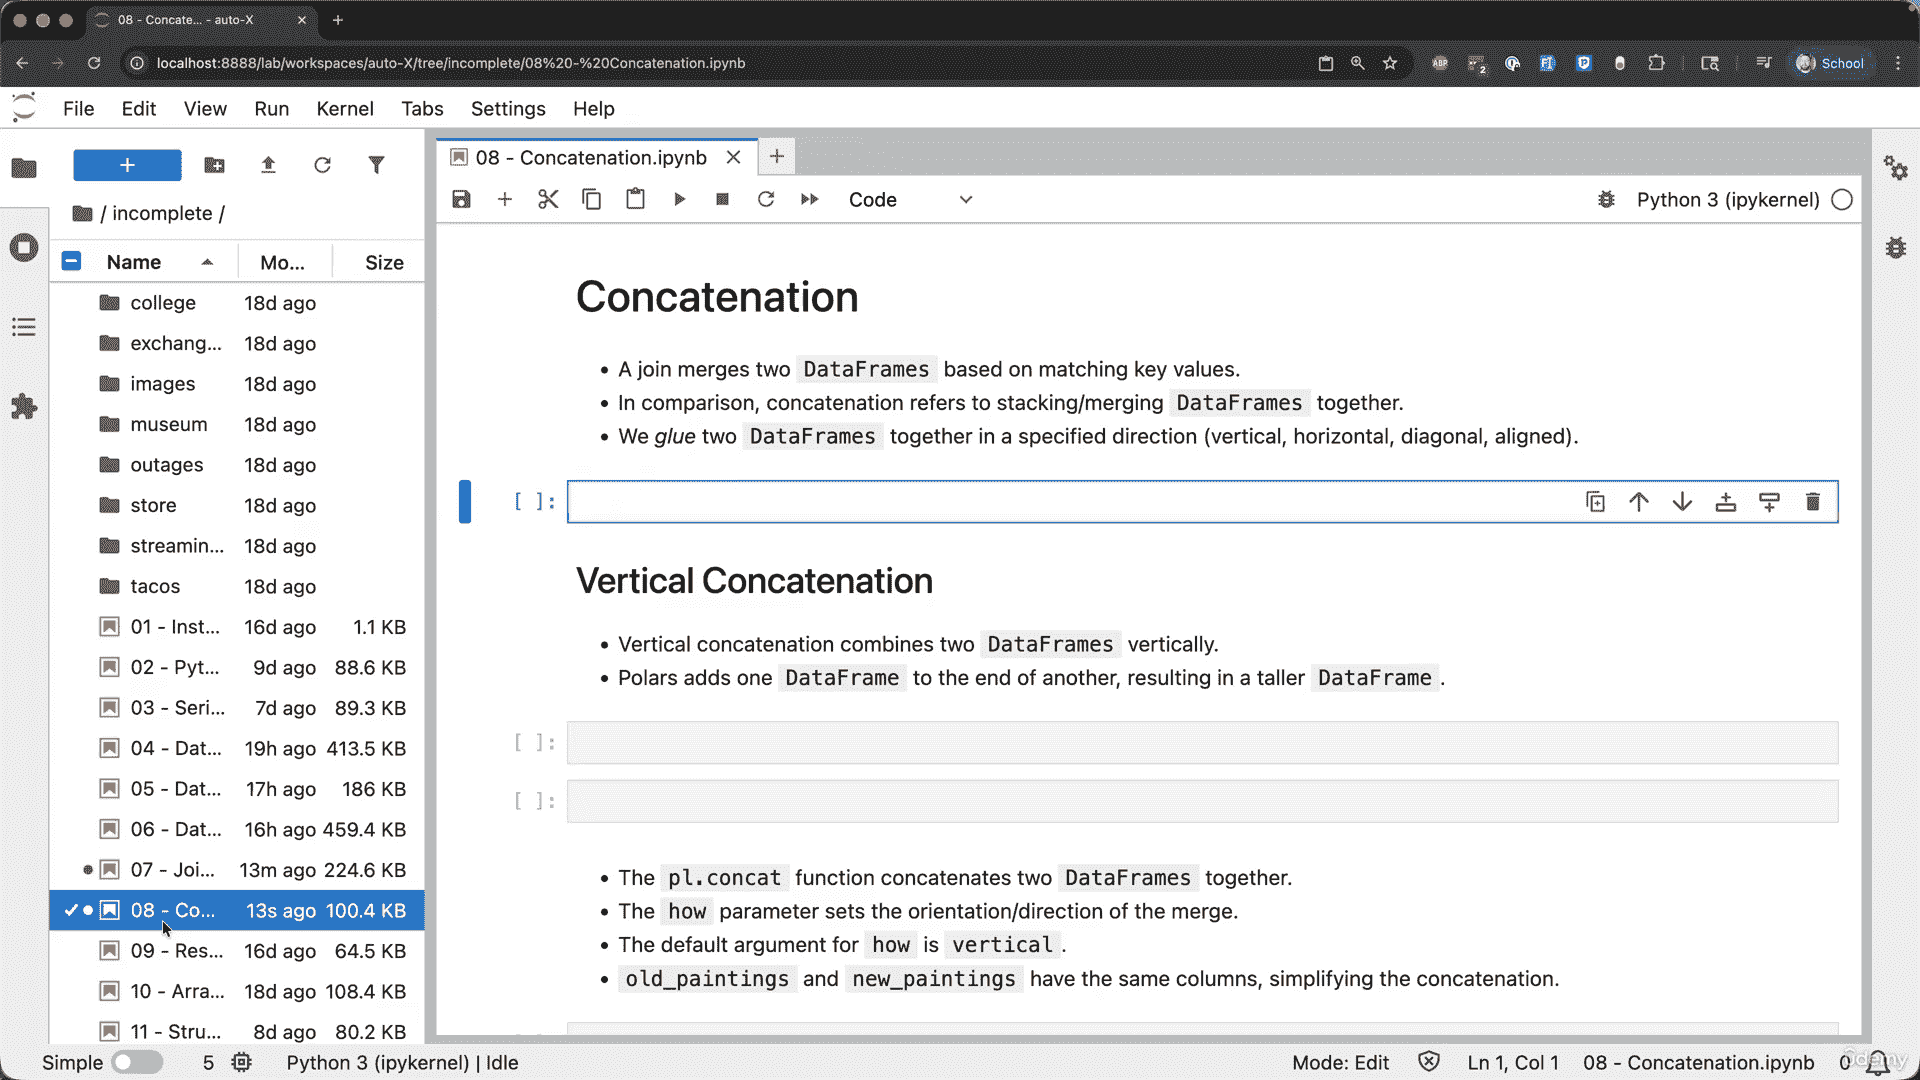 08 - Concate... - auto-X
localhost:8888/lab/workspaces/auto-X/tree/incomplete/08%20-%20Concatenation.ipynb
ABP
2
School
File Edit View Run Kernel Tabs Settings Help
/ incomplete /
Name Mo... Size
college 18d ago
exchang... 18d ago
images 18d ago
museum 18d ago
outages 18d ago
store 18d ago
streamin... 18d ago
tacos 18d ago
01 - Inst... 16d ago 1.1 KB
02 - Pyt... 9d ago 88.6 KB
03 - Seri... 7d ago 89.3 KB
04 - Dat... 19h ago 413.5 KB
05 - Dat... 17h ago 186 KB
06 - Dat... 16h ago 459.4 KB
07 - Joi... 13m ago 224.6 KB
08 - Co... 13s ago 100.4 KB
09 - Res... 16d ago 64.5 KB
10 - Arra... 18d ago 108.4 KB
11 - Stru... 8d ago 80.2 KB
08 - Concatenation.ipynb
Code
Python 3 (ipykernel)
Concatenation
• A join merges two DataFrames based on matching key values.
• In comparison, concatenation refers to stacking/merging DataFrames together.
• We glue two DataFrames together in a specified direction (vertical, horizontal, diagonal, aligned).
[ ]:
Vertical Concatenation
• Vertical concatenation combines two DataFrames vertically.
• Polars adds one DataFrame to the end of another, resulting in a taller DataFrame.
[ ]:
[ ]:
• The pl.concat function concatenates two DataFrames together.
• The how parameter sets the orientation/direction of the merge.
• The default argument for how is vertical.
• old_paintings and new_paintings have the same columns, simplifying the concatenation.
Simple 5 Python 3 (ipykernel) | Idle
Mode: Edit Ln 1, Col 1 08 - Concatenation.ipynb 0
udemy